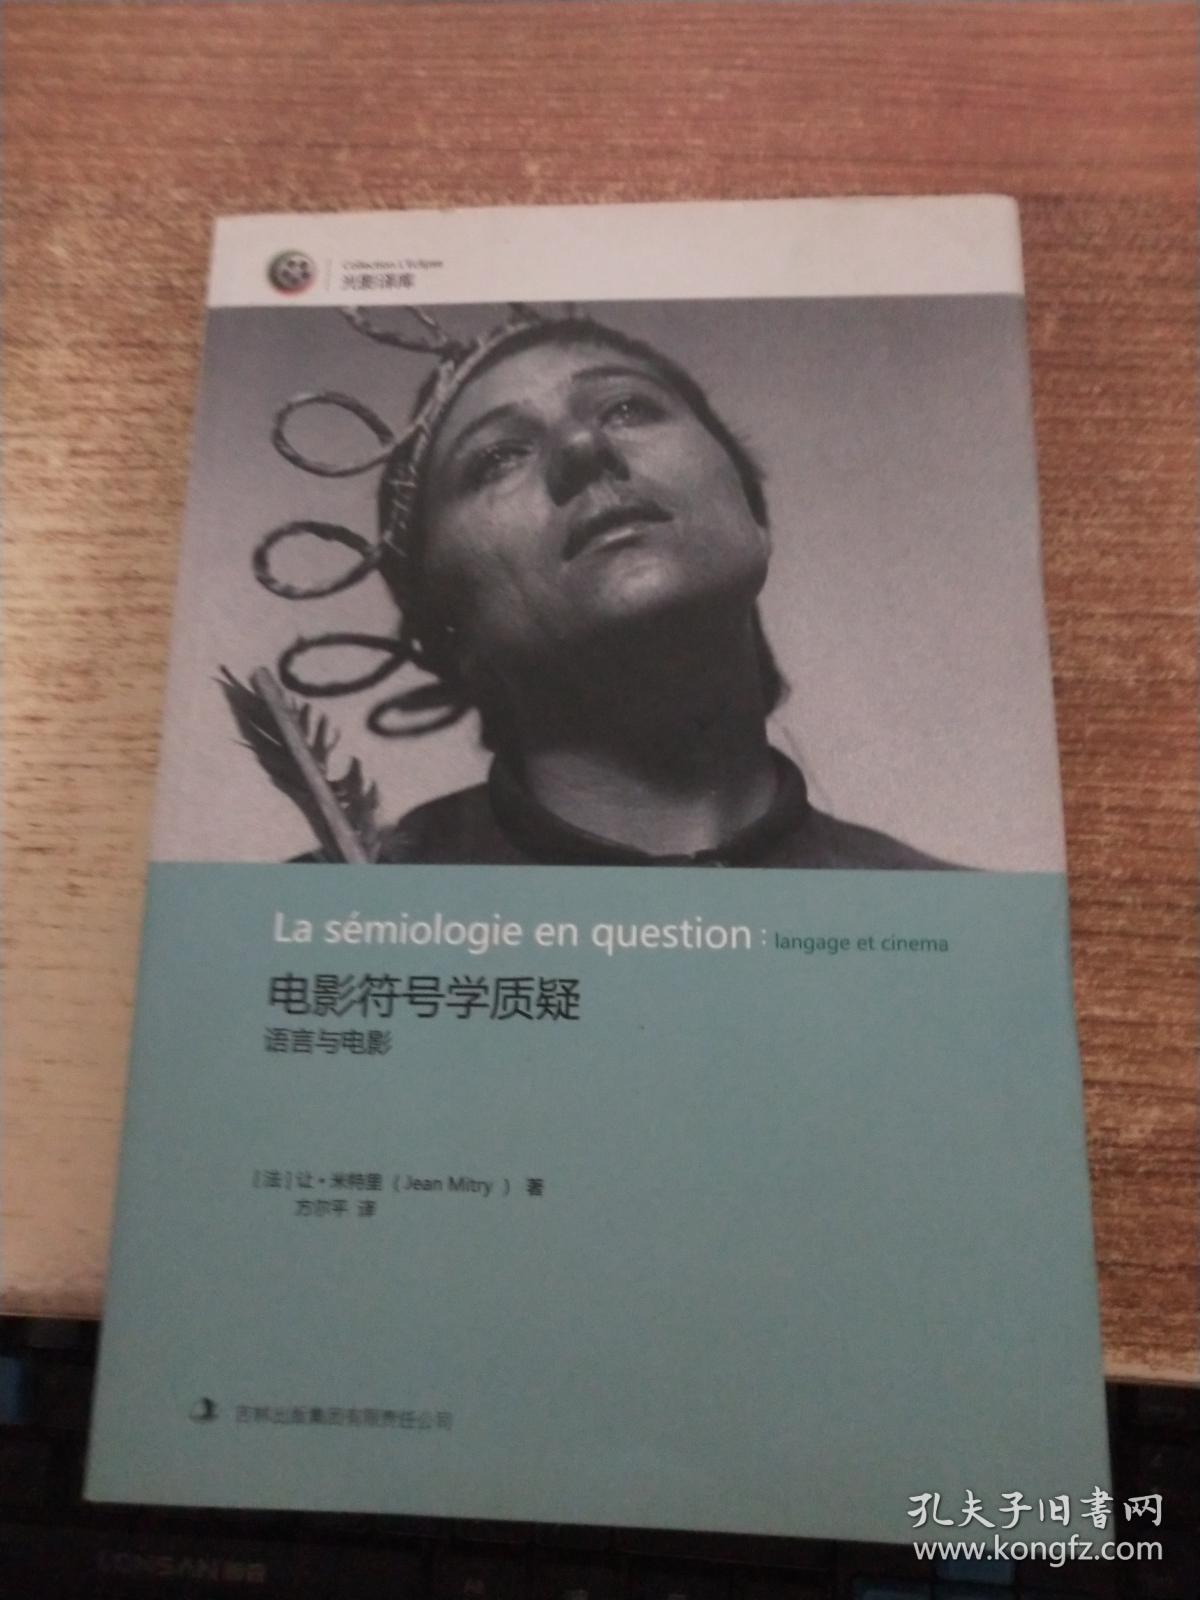 Collection L'Eclipse
光影译库
La sémiologie en question : langage et cinema
电影符号学质疑
语言与电影
[法]让·米特里（Jean Mitry）著
方尔平 译
吉林出版集团有限责任公司
孔夫子旧书网
www.kongfz.com